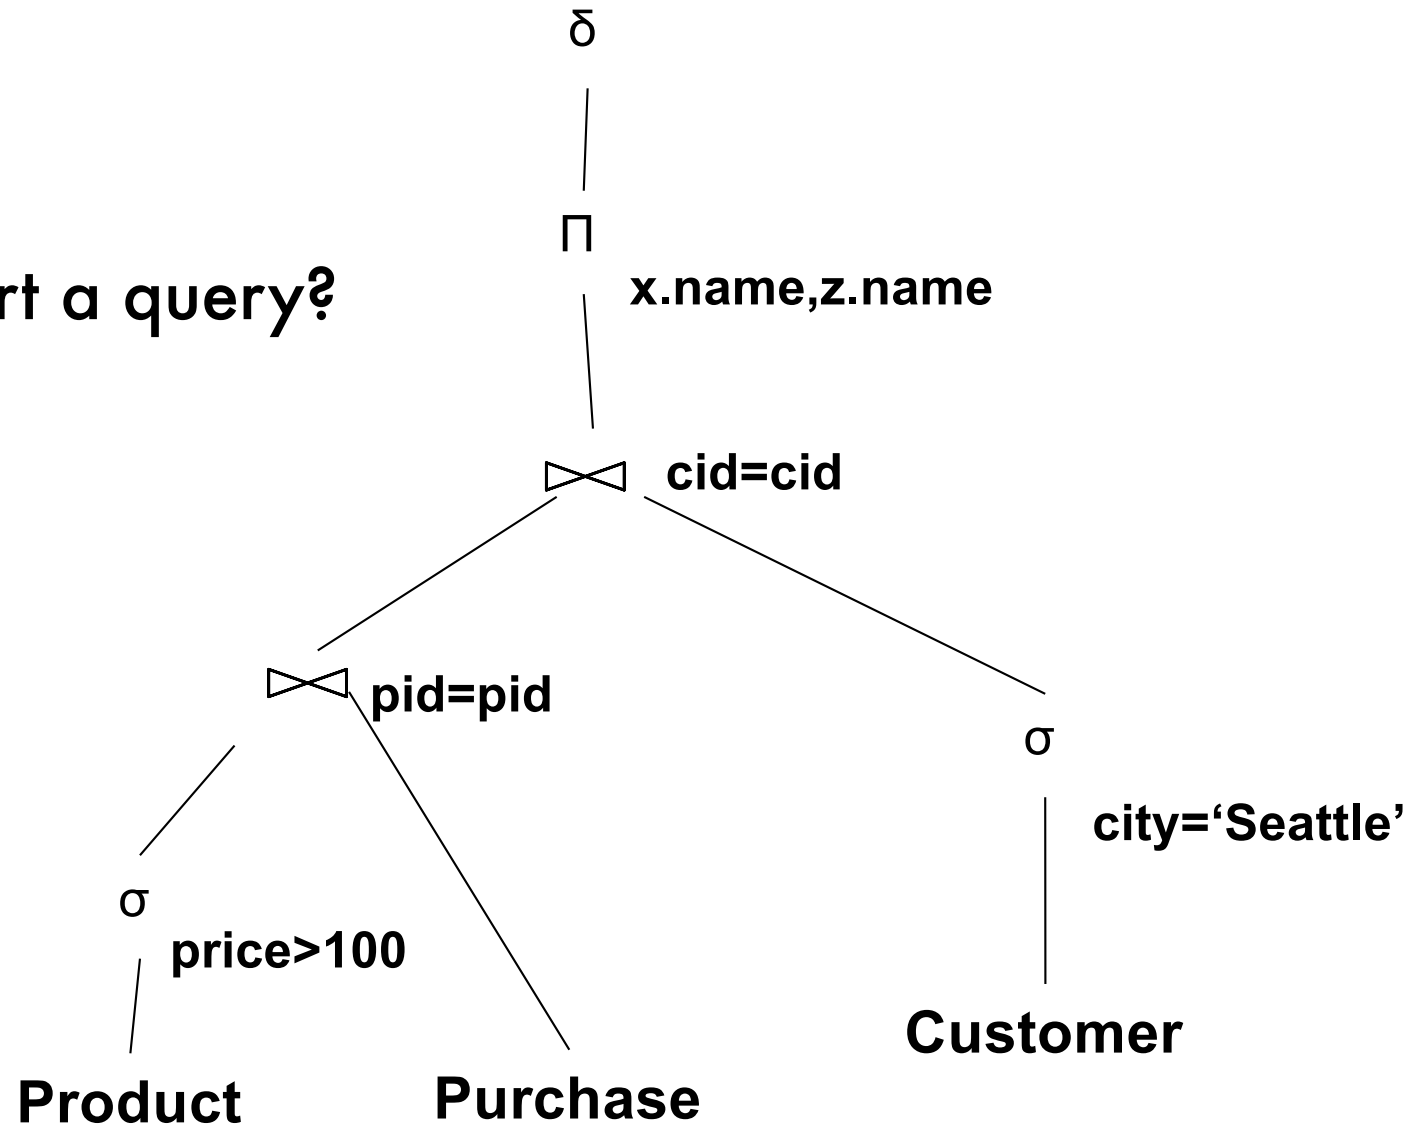 δ
Π
rt a query?
x.name,z.name
cid=cid
pid=pid
σ
city=‘Seattle’
σ
price>100
Customer
Product
Purchase